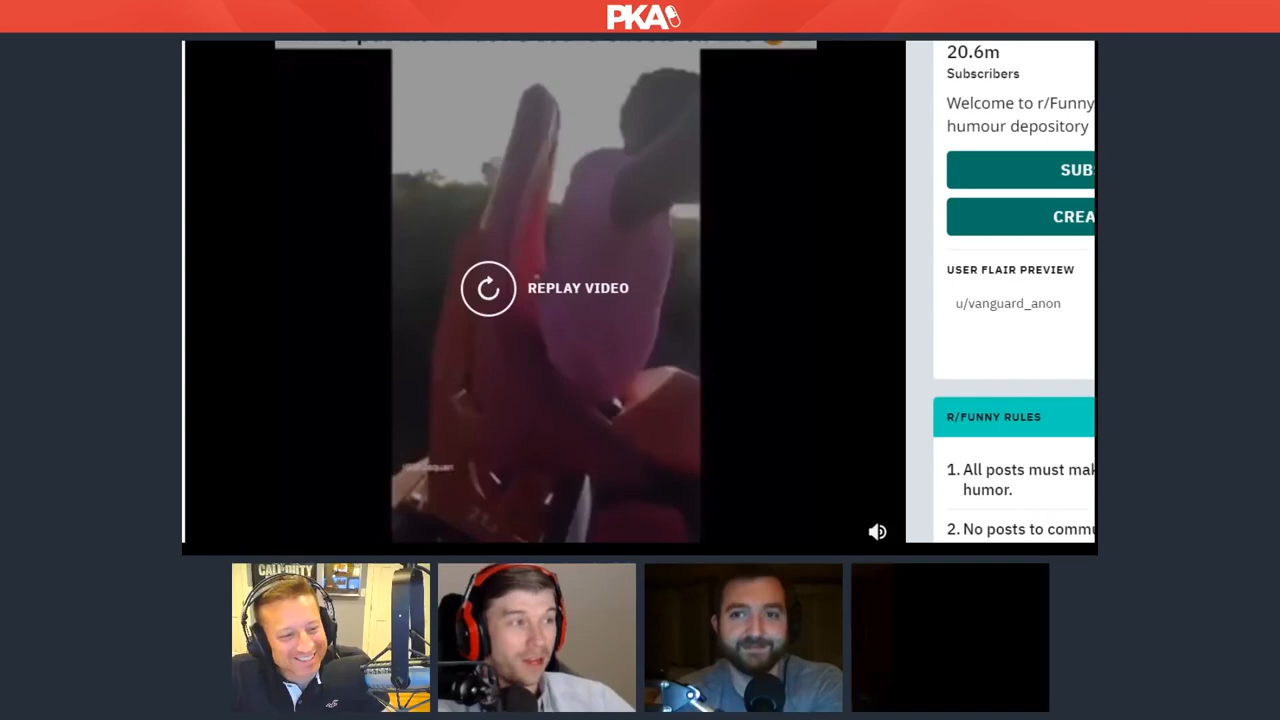 PKA
20.6m
Subscribers
Welcome to r/Funny
humour depository
SUB
CREA
USER FLAIR PREVIEW
u/vanguard_anon
REPLAY VIDEO
R/FUNNY RULES
1. All posts must mak
humor.
2. No posts to commu
CALL OF DUTY